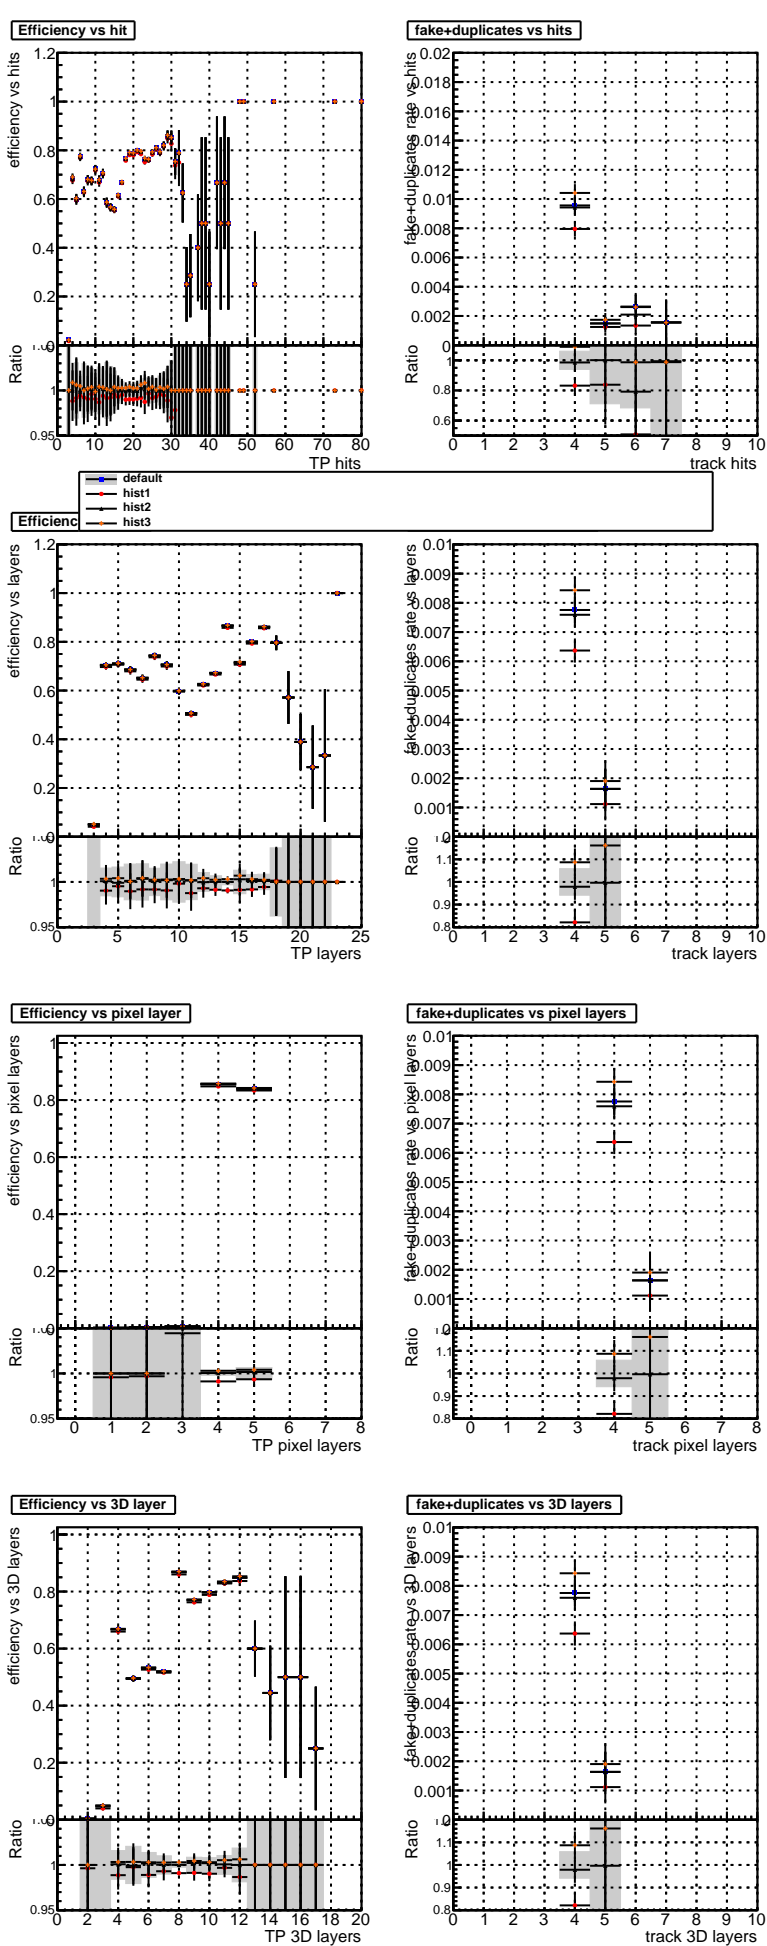 Efficiency vs hit
fake+duplicates vs hits
efficiency vs hits
1.2
1
0.8
0.6
0.4
0.2
0
Ratio
1
0.95
0 10 20 30 40 50 60 70 80
TP hits
fake+duplicates rate vs hits
0.02
0.018
0.016
0.014
0.012
0.01
0.008
0.006
0.004
0.002
0
Ratio
1
0.8
0.6
0 1 2 3 4 5 6 7 8 9 10
track hits
default
hist1
hist2
hist3
Efficienc
efficiency vs layers
1.2
1
0.8
0.6
0.4
0.2
0
Ratio
1
0.95
0 5 10 15 20 25
TP layers
fake+duplicates rate vs layers
0.01
0.009
0.008
0.007
0.006
0.005
0.004
0.003
0.002
0.001
0
Ratio
1.1
1
0.9
0.8
0 1 2 3 4 5 6 7 8 9 10
track layers
Efficiency vs pixel layer
fake+duplicates vs pixel layers
efficiency vs pixel layers
1
0.8
0.6
0.4
0.2
0
Ratio
1
0.95
0 1 2 3 4 5 6 7 8
TP pixel layers
fake+duplicates rate vs pixel layers
0.01
0.009
0.008
0.007
0.006
0.005
0.004
0.003
0.002
0.001
0
Ratio
1.1
1
0.9
0.8
0 1 2 3 4 5 6 7 8
track pixel layers
Efficiency vs 3D layer
fake+duplicates vs 3D layers
efficiency vs 3D layers
1
0.8
0.6
0.4
0.2
0
Ratio
1
0.95
0 2 4 6 8 10 12 14 16 18 20
TP 3D layers
fake+duplicates rate vs 3D layers
0.01
0.009
0.008
0.007
0.006
0.005
0.004
0.003
0.002
0.001
0
Ratio
1.1
1
0.9
0.8
0 1 2 3 4 5 6 7 8 9 10
track 3D layers